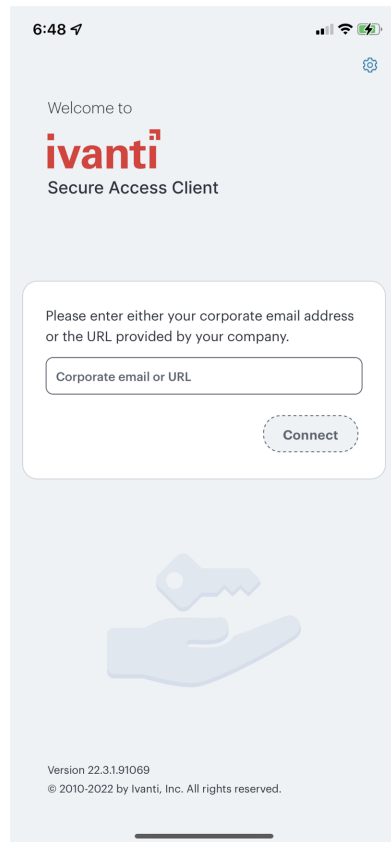 6:48
Welcome to
ivanti
Secure Access Client
Please enter either your corporate email address
or the URL provided by your company.
Corporate email or URL
Connect
Version 22.3.1.91069
© 2010-2022 by Ivanti, Inc. All rights reserved.